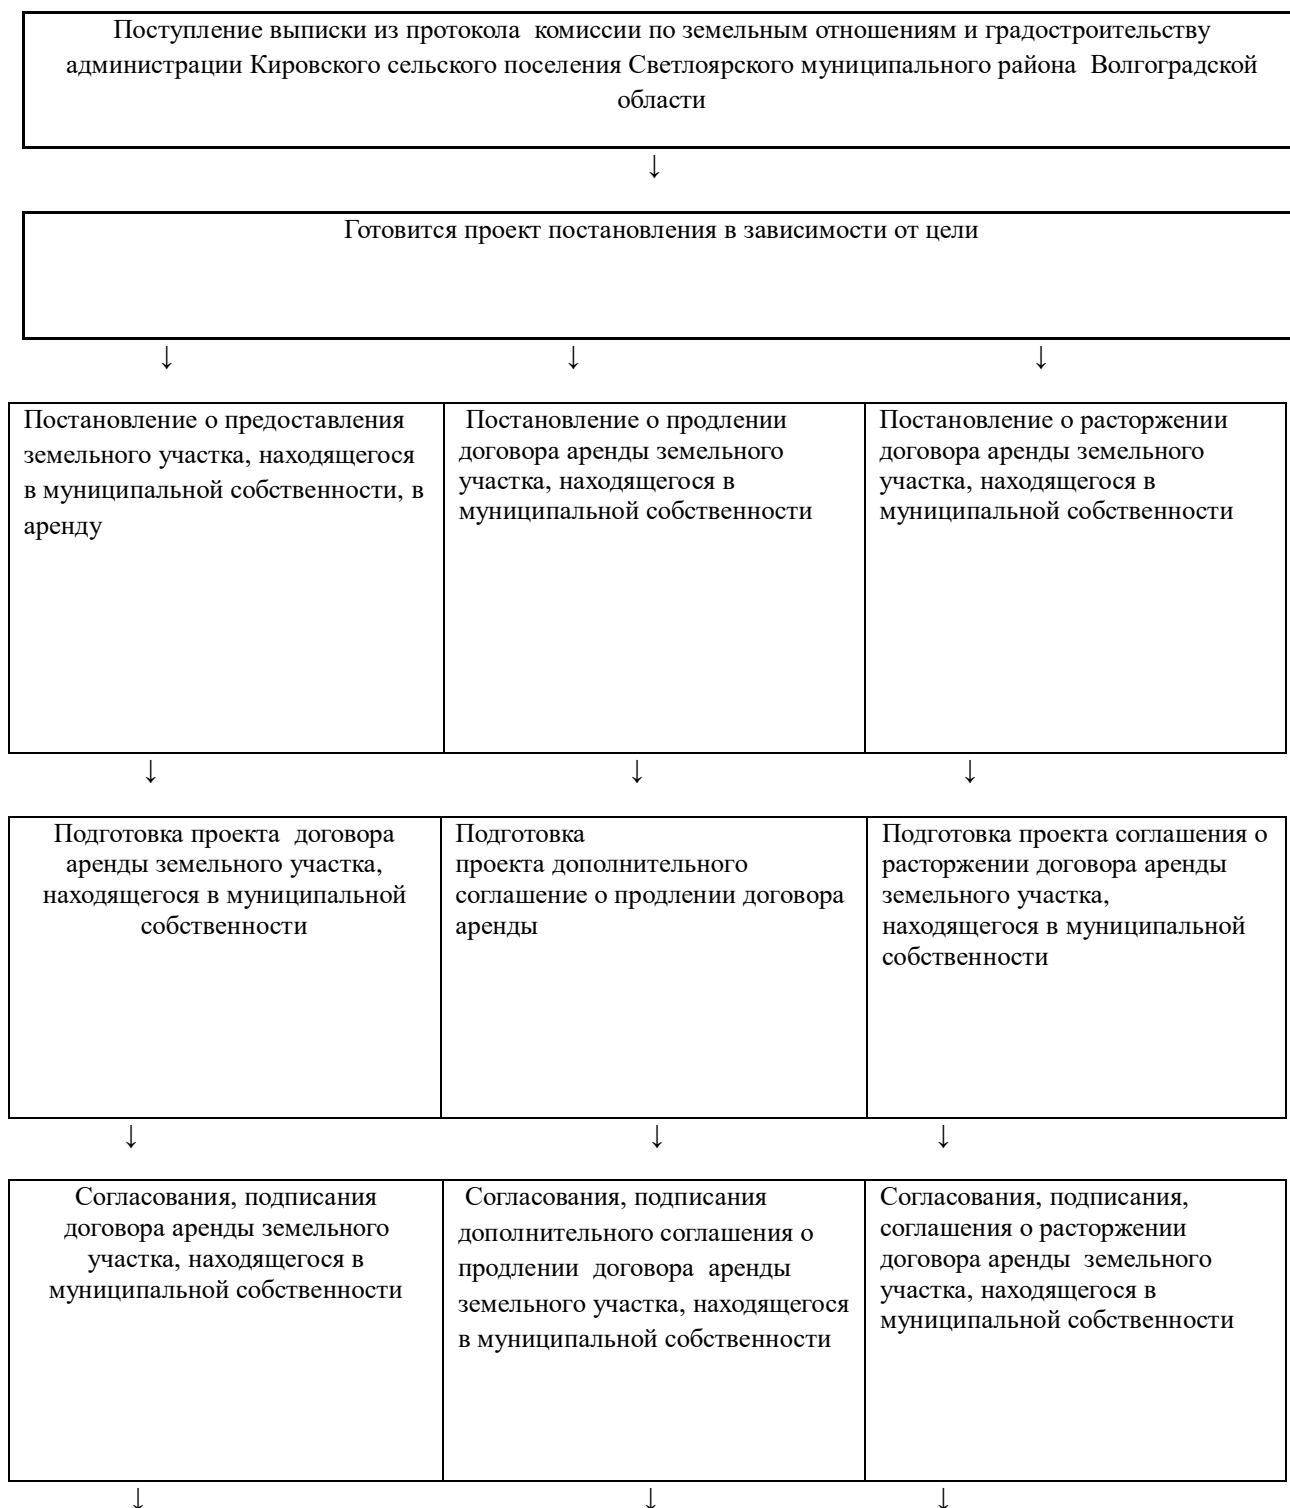 Поступление выписки из протокола  комиссии по земельным отношениям и градостроительству
администрации Кировского сельского поселения Светлоярского муниципального района  Волгоградской
области
↓
Готовится проект постановления в зависимости от цели
↓ ↓ ↓
Постановление о предоставления
земельного участка, находящегося
в муниципальной собственности, в
аренду
Постановление о продлении
договора аренды земельного
участка, находящегося в
муниципальной собственности
Постановление о расторжении
договора аренды земельного
участка, находящегося в
муниципальной собственности
↓ ↓ ↓
Подготовка проекта  договора
аренды земельного участка,
находящегося в муниципальной
собственности
Подготовка
проекта дополнительного
соглашение о продлении договора
аренды
Подготовка проекта соглашения о
расторжении договора аренды
земельного участка,
находящегося в муниципальной
собственности
↓ ↓ ↓
Согласования, подписания
договора аренды земельного
участка, находящегося в
муниципальной собственности
Согласования, подписания
дополнительного соглашения о
продлении  договора  аренды
земельного участка, находящегося
в муниципальной собственности
Согласования, подписания,
соглашения о расторжении
договора аренды  земельного
участка, находящегося в
муниципальной собственности
↓ ↓ ↓